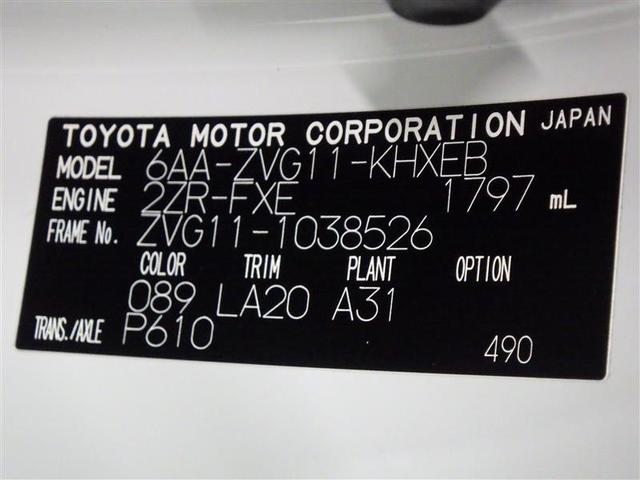 TOYOTA MOTOR CORPORATION JAPAN
MODEL 6AA-ZVG11-KHXEB
ENGINE 2ZR-FXE 1797 mL
FRAME No. ZVG11-1038526
COLOR TRIM PLANT OPTION
089 LA20 A31
TRANS./AXLE P610
490